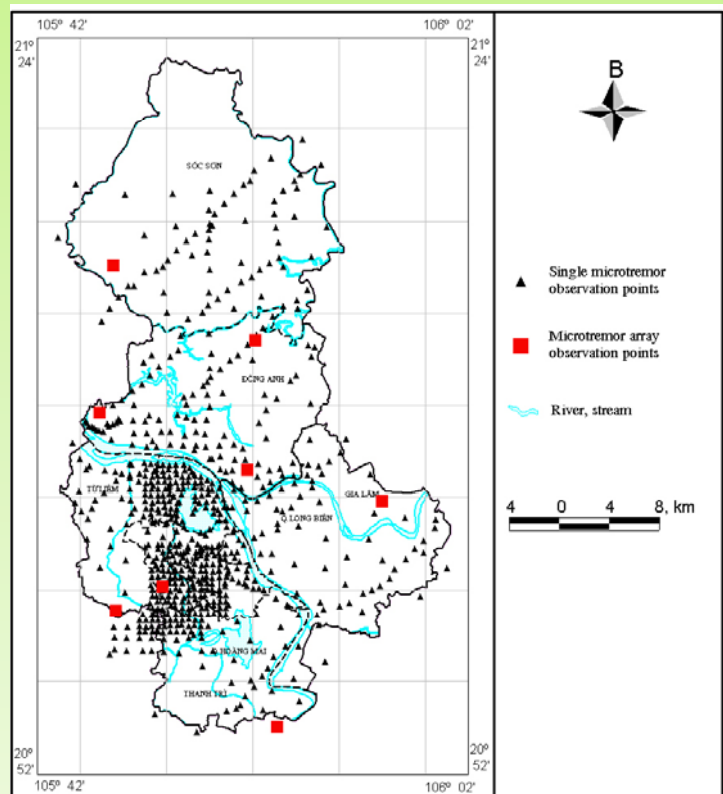 105° 42'
106° 02'
21°
24'
21°
24'
B
SÓC SƠN
Single microtremor
observation points
Microtremor array
observation points
ĐÔNG ANH
River, stream
TỪ LIÊM
GIA LÂM
Q.LONG BIÊN
4 0 4 8, km
Q.HOÀNG MAI
THANH TRÌ
20°
52'
20°
52'
105° 42'
106° 02'